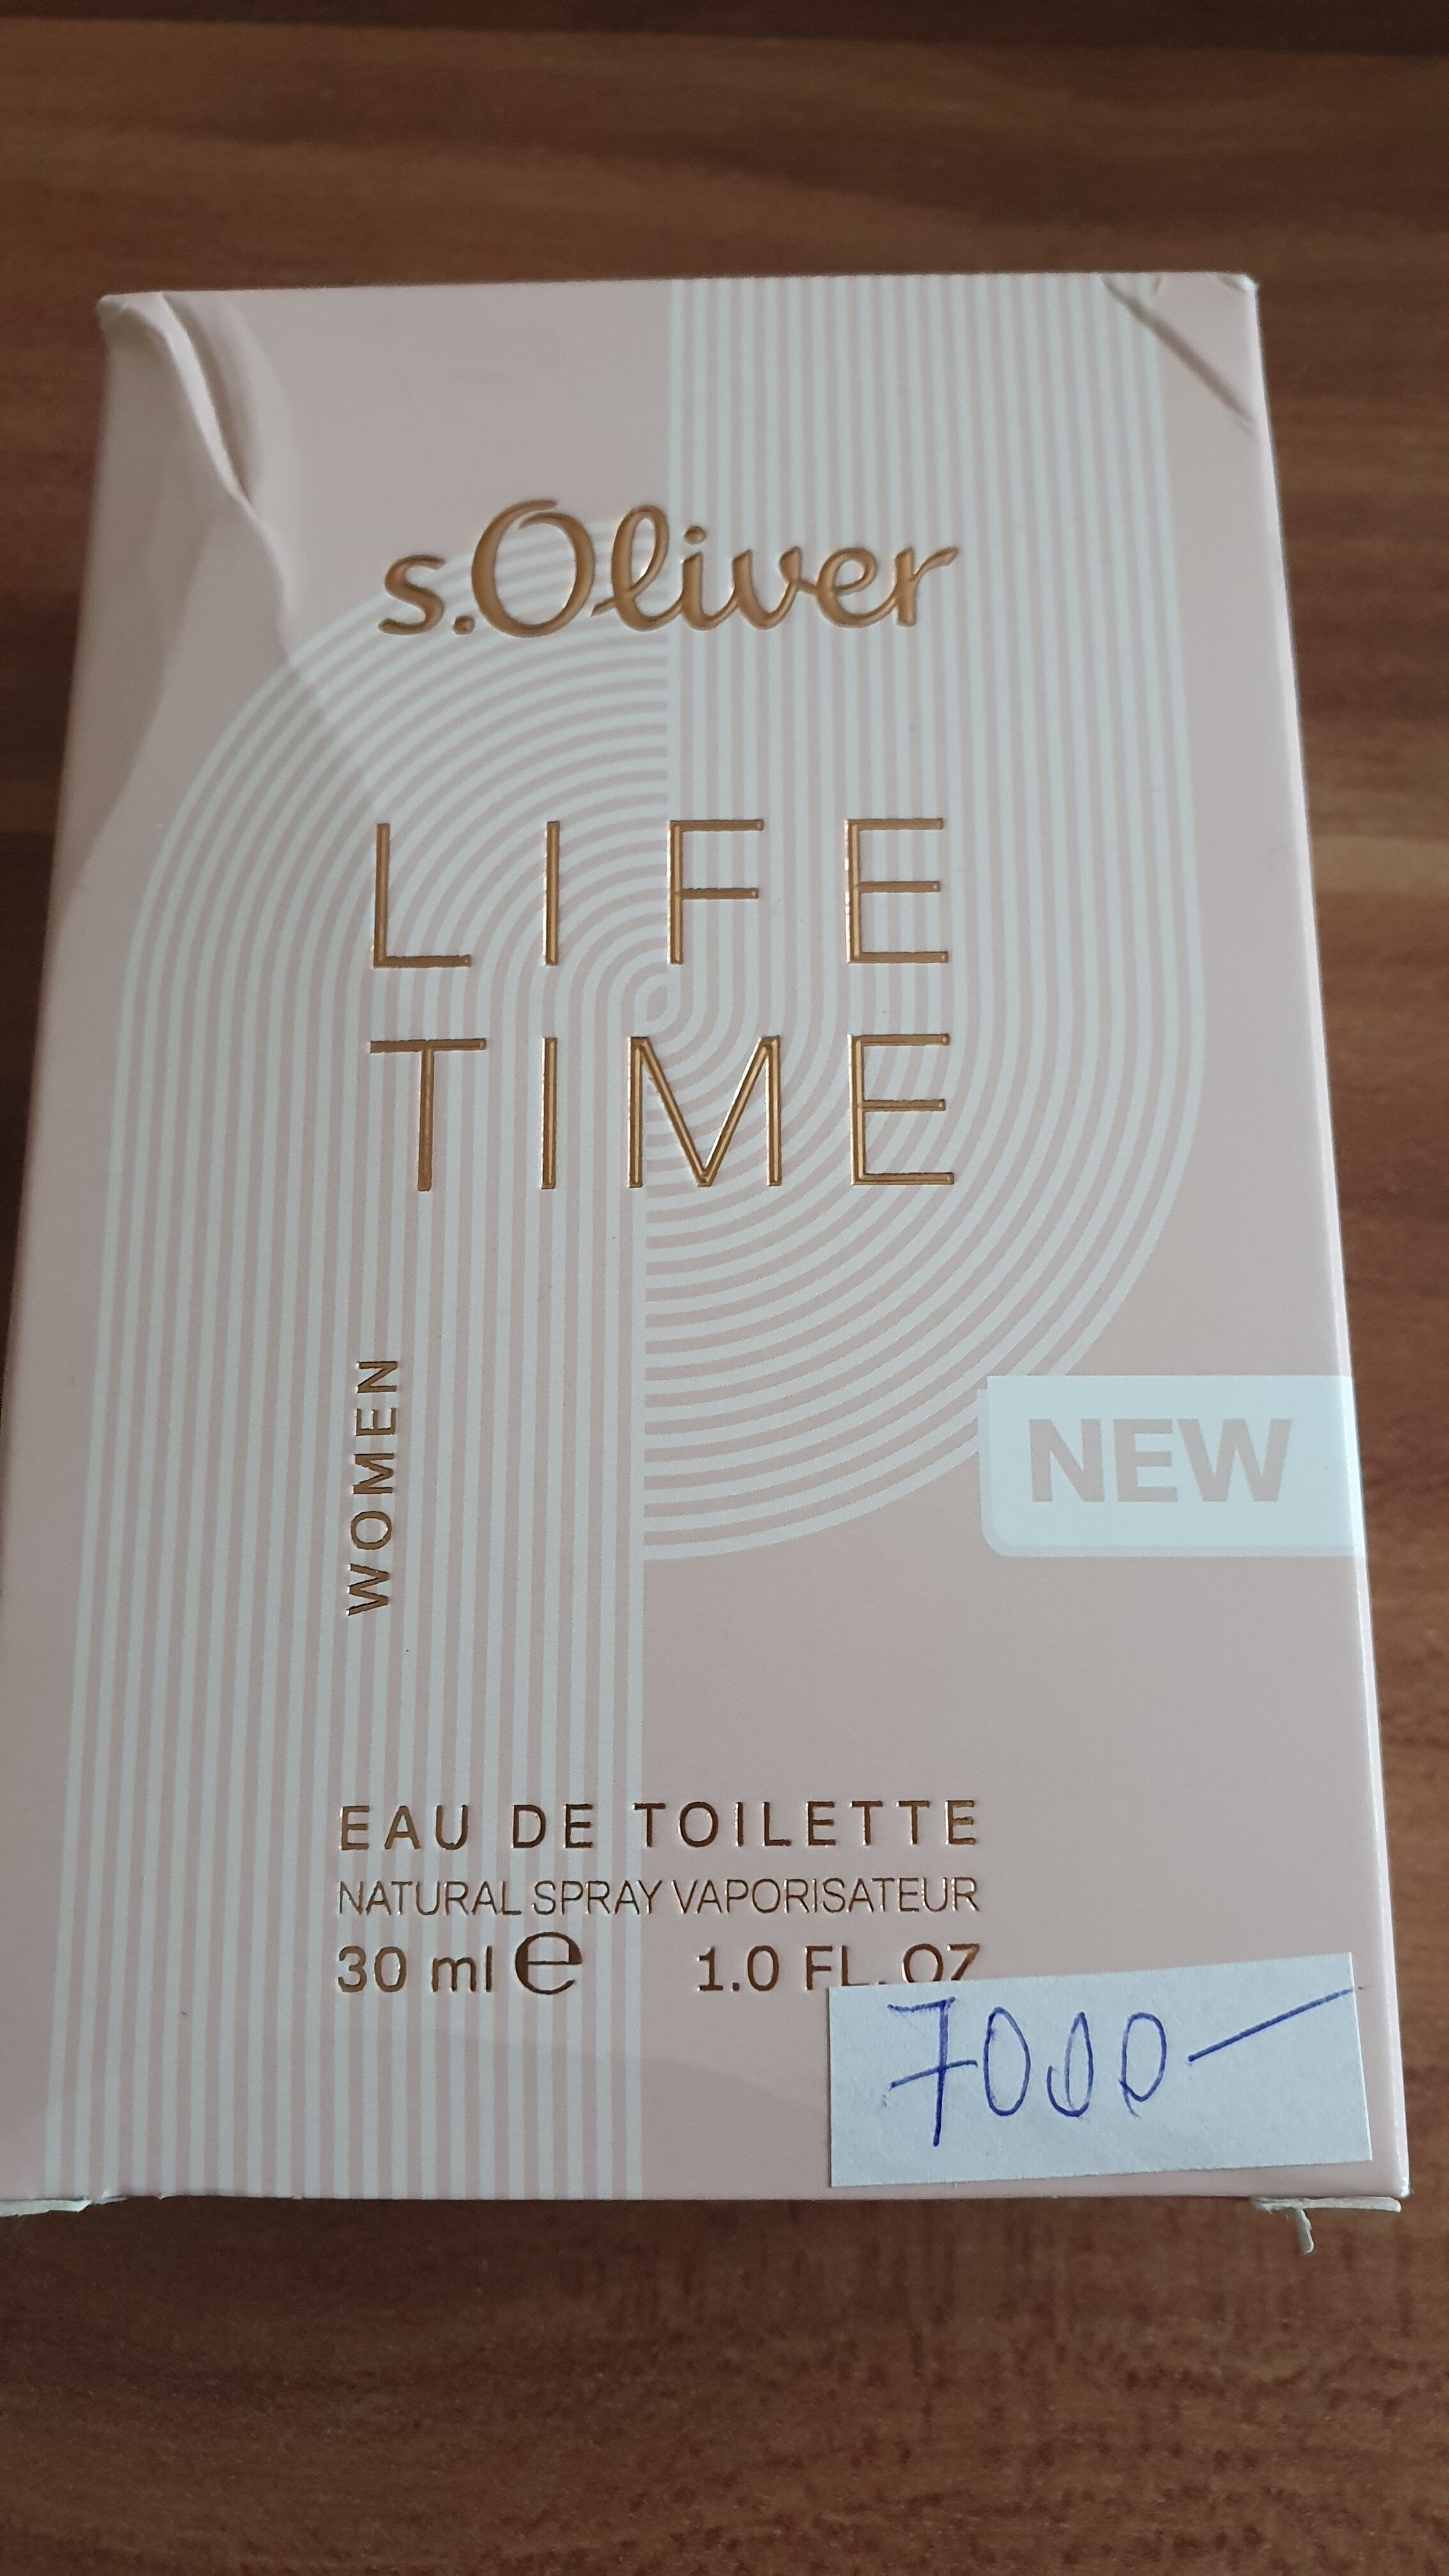 s.Oliver
LIFE
TIME
WOMEN
NEW
EAU DE TOILETTE
NATURAL SPRAY VAPORISATEUR
30 ml ℮ 1.0 FL. OZ
7000-